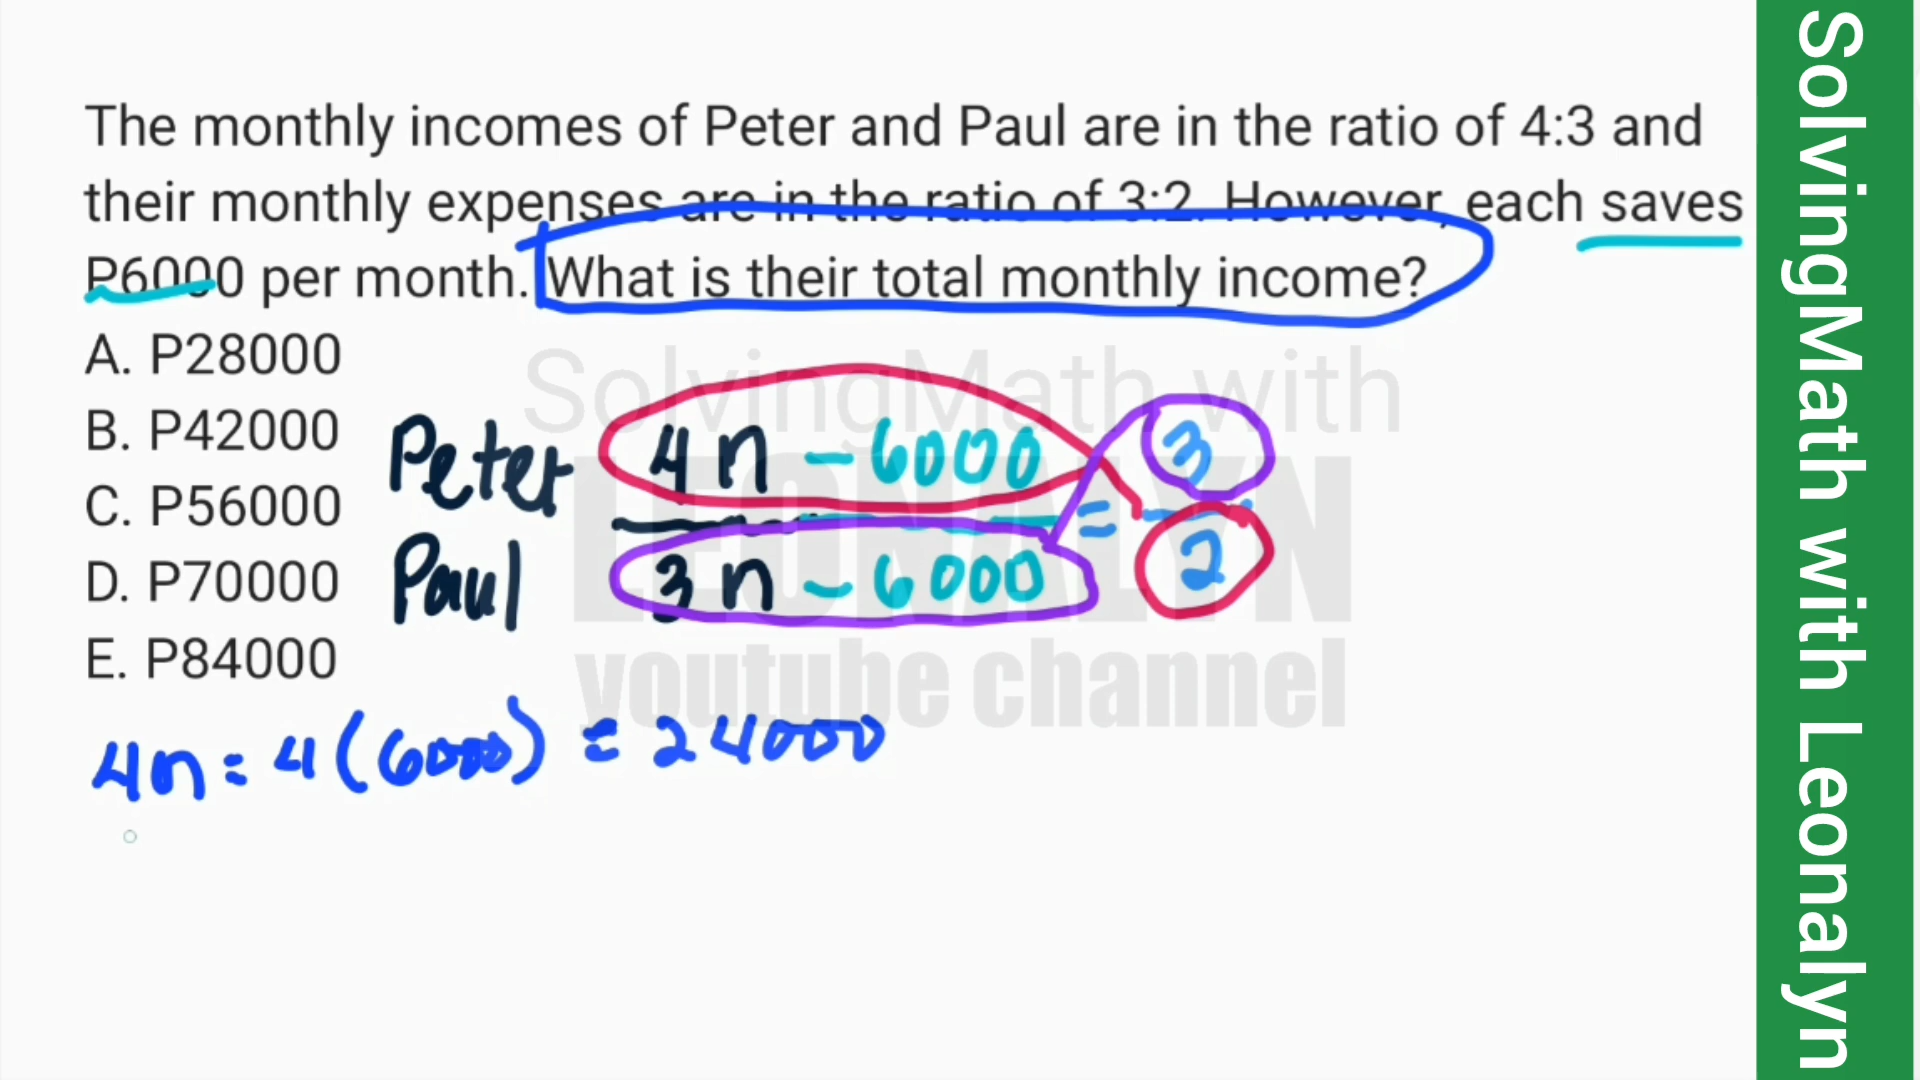 The monthly incomes of Peter and Paul are in the ratio of 4:3 and
their monthly expenses are in the ratio of 3:2. However, each saves
P6000 per month. What is their total monthly income?
A. P28000
B. P42000
C. P56000
D. P70000
E. P84000
SolvingMath with
LEONALYN
youtube channel
Peter 4n - 6000 = 3
Paul 3n - 6000 2
4n = 4(6000) = 24000
SolvingMath with Leonalyn